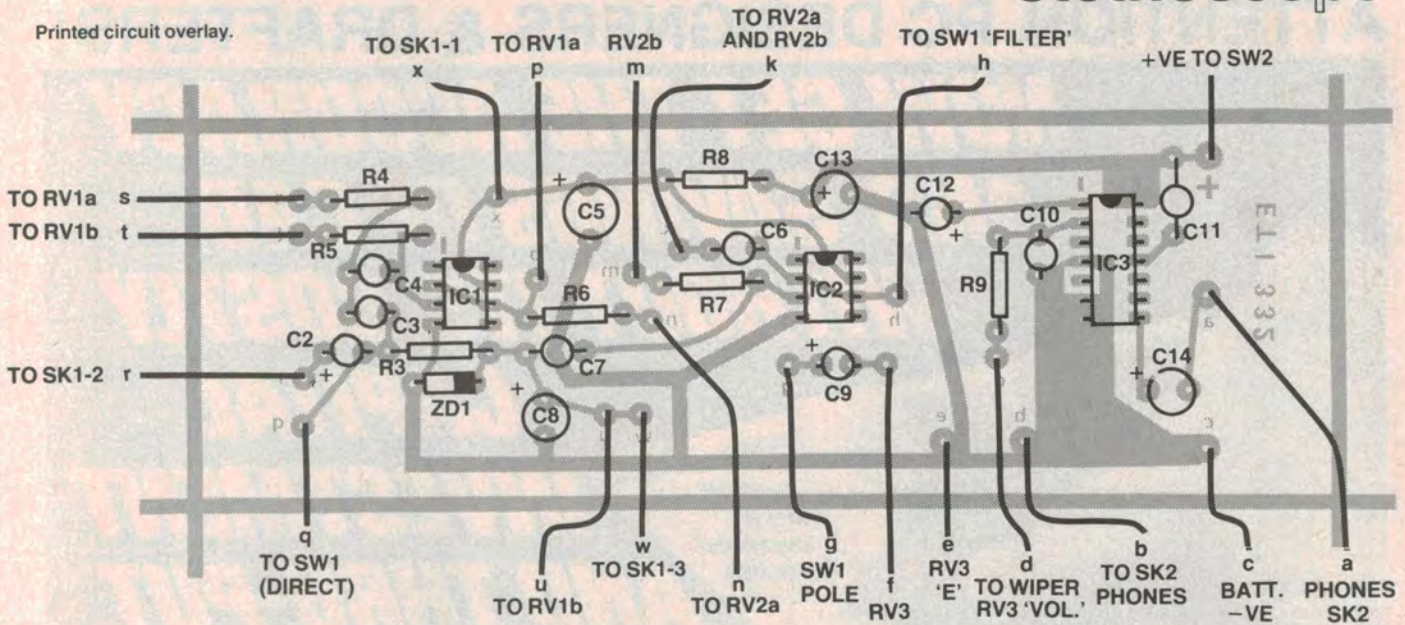 stethoscope
Printed circuit overlay.
TO SK1-1
x
TO RV1a
p
RV2b
m
TO RV2a
AND RV2b
k
TO SW1 'FILTER'
h
+VE TO SW2
TO RV1a s
TO RV1b t
TO SK1-2 r
R4
R5
C4
C3
C2
IC1
R3
ZD1
+
C5
R6
C7
C8
R8
C6
R7
C13
IC2
C9
C12
R9
C10
IC3
C11
C14
ETI 332
x
p
m
n
h
e
b
c
a
q
q
TO SW1
(DIRECT)
u
TO RV1b
w
TO SK1-3
n
TO RV2a
g
SW1
POLE
f
RV3
e
RV3
'E'
d
TO WIPER
RV3 'VOL.'
b
TO SK2
PHONES
c
BATT.
−VE
a
PHONES
SK2